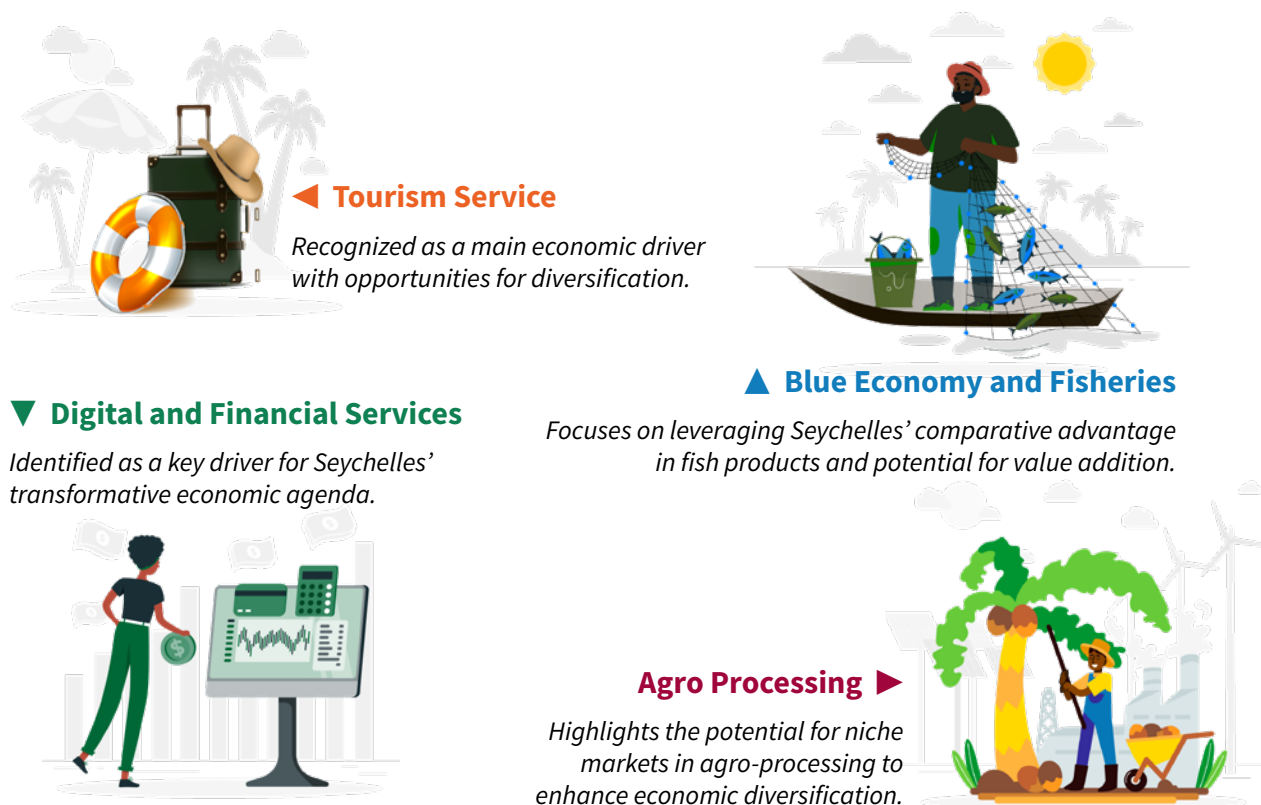 Tourism Service
Recognized as a main economic driver
with opportunities for diversification.
Blue Economy and Fisheries
Focuses on leveraging Seychelles’ comparative advantage
in fish products and potential for value addition.
Digital and Financial Services
Identified as a key driver for Seychelles’
transformative economic agenda.
$
Agro Processing
Highlights the potential for niche
markets in agro-processing to
enhance economic diversification.